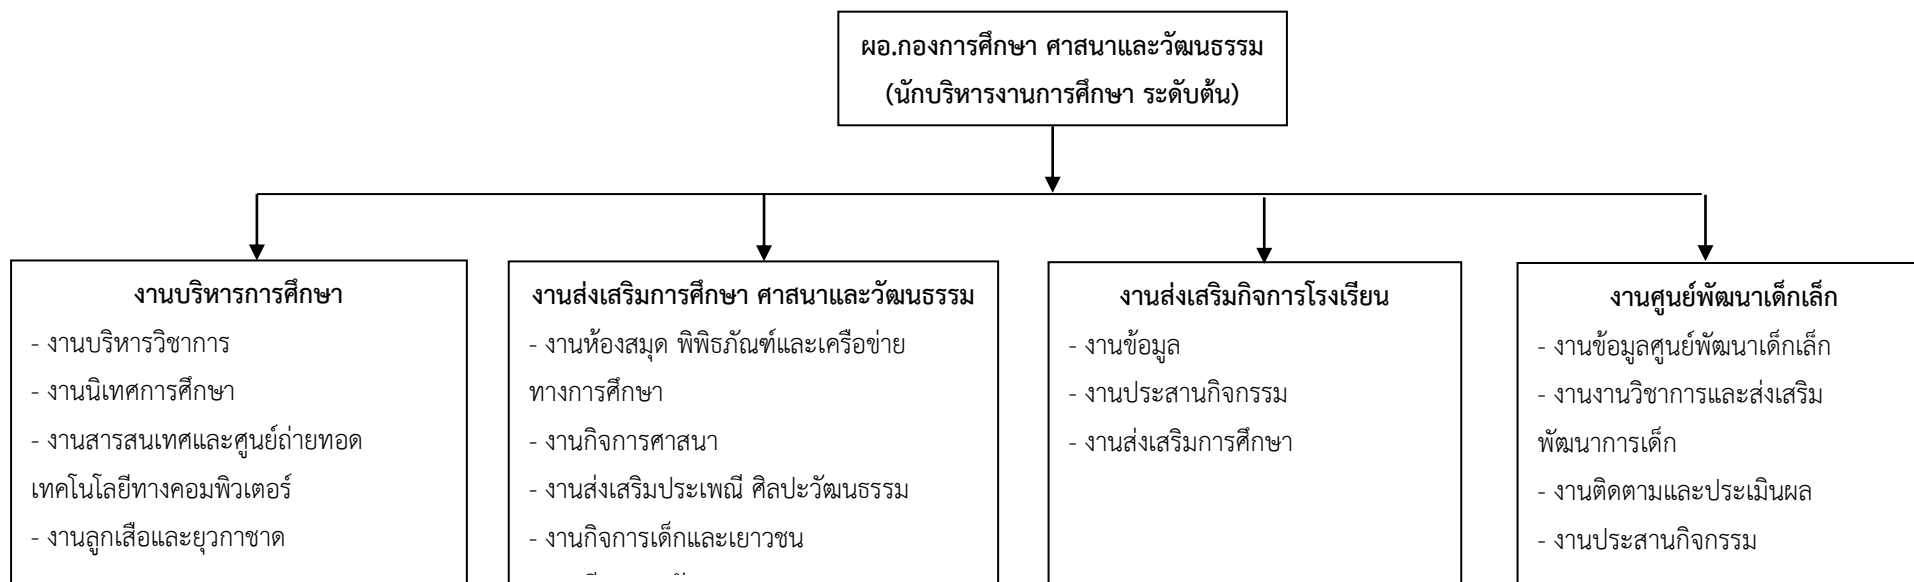 ผอ.กองการศึกษา ศาสนาและวัฒนธรรม
(นักบริหารงานการศึกษา ระดับต้น)
งานบริหารการศึกษา
- งานบริหารวิชาการ
- งานนิเทศการศึกษา
- งานสารสนเทศและศูนย์ถ่ายทอด
เทคโนโลยีทางคอมพิวเตอร์
- งานลูกเสือและยุวกาชาด
งานส่งเสริมการศึกษา ศาสนาและวัฒนธรรม
- งานห้องสมุด พิพิธภัณฑ์และเครือข่าย
ทางการศึกษา
- งานกิจการศาสนา
- งานส่งเสริมประเพณี ศิลปะวัฒนธรรม
- งานกิจการเด็กและเยาวชน
งานส่งเสริมกิจการโรงเรียน
- งานข้อมูล
- งานประสานกิจกรรม
- งานส่งเสริมการศึกษา
งานศูนย์พัฒนาเด็กเล็ก
- งานข้อมูลศูนย์พัฒนาเด็กเล็ก
- งานงานวิชาการและส่งเสริม
พัฒนาการเด็ก
- งานติดตามและประเมินผล
- งานประสานกิจกรรม